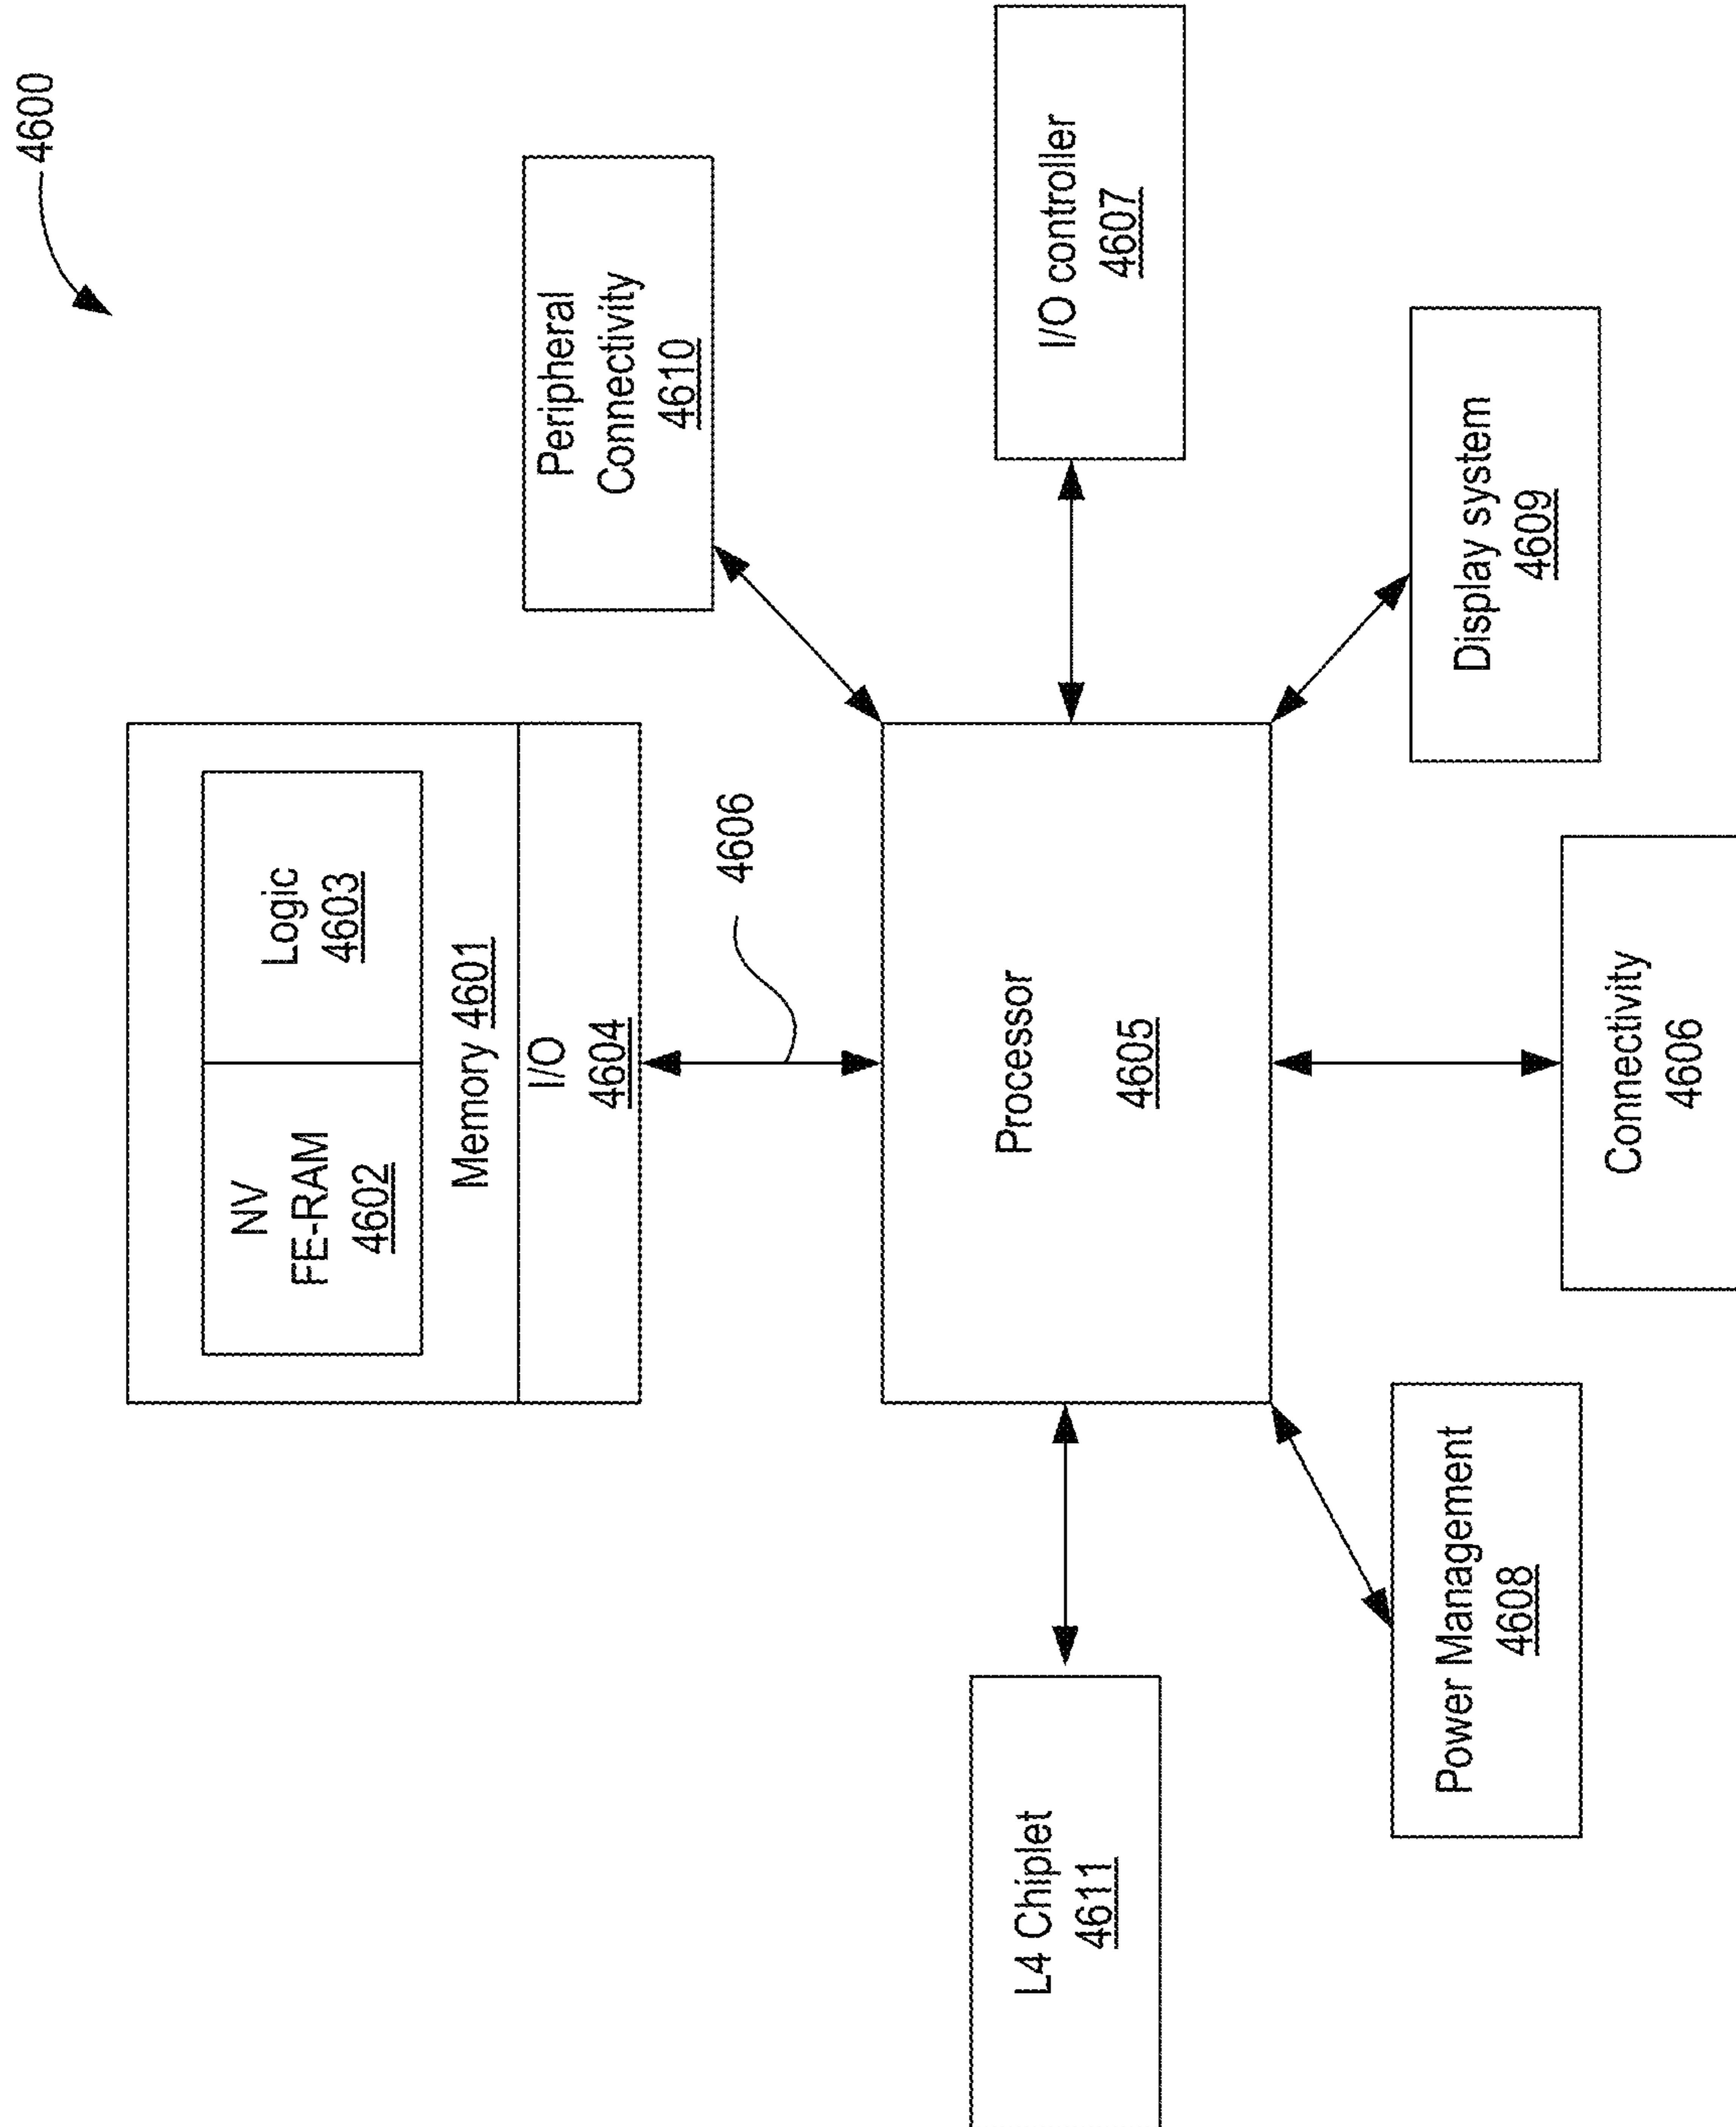 4600
NV
FE-RAM
4602
Logic
4603
Memory 4601
I/O
4604
4606
Peripheral
Connectivity
4610
L4 Chiplet
4611
Processor
4605
I/O controller
4607
Power Management
4608
Connectivity
4606
Display system
4609